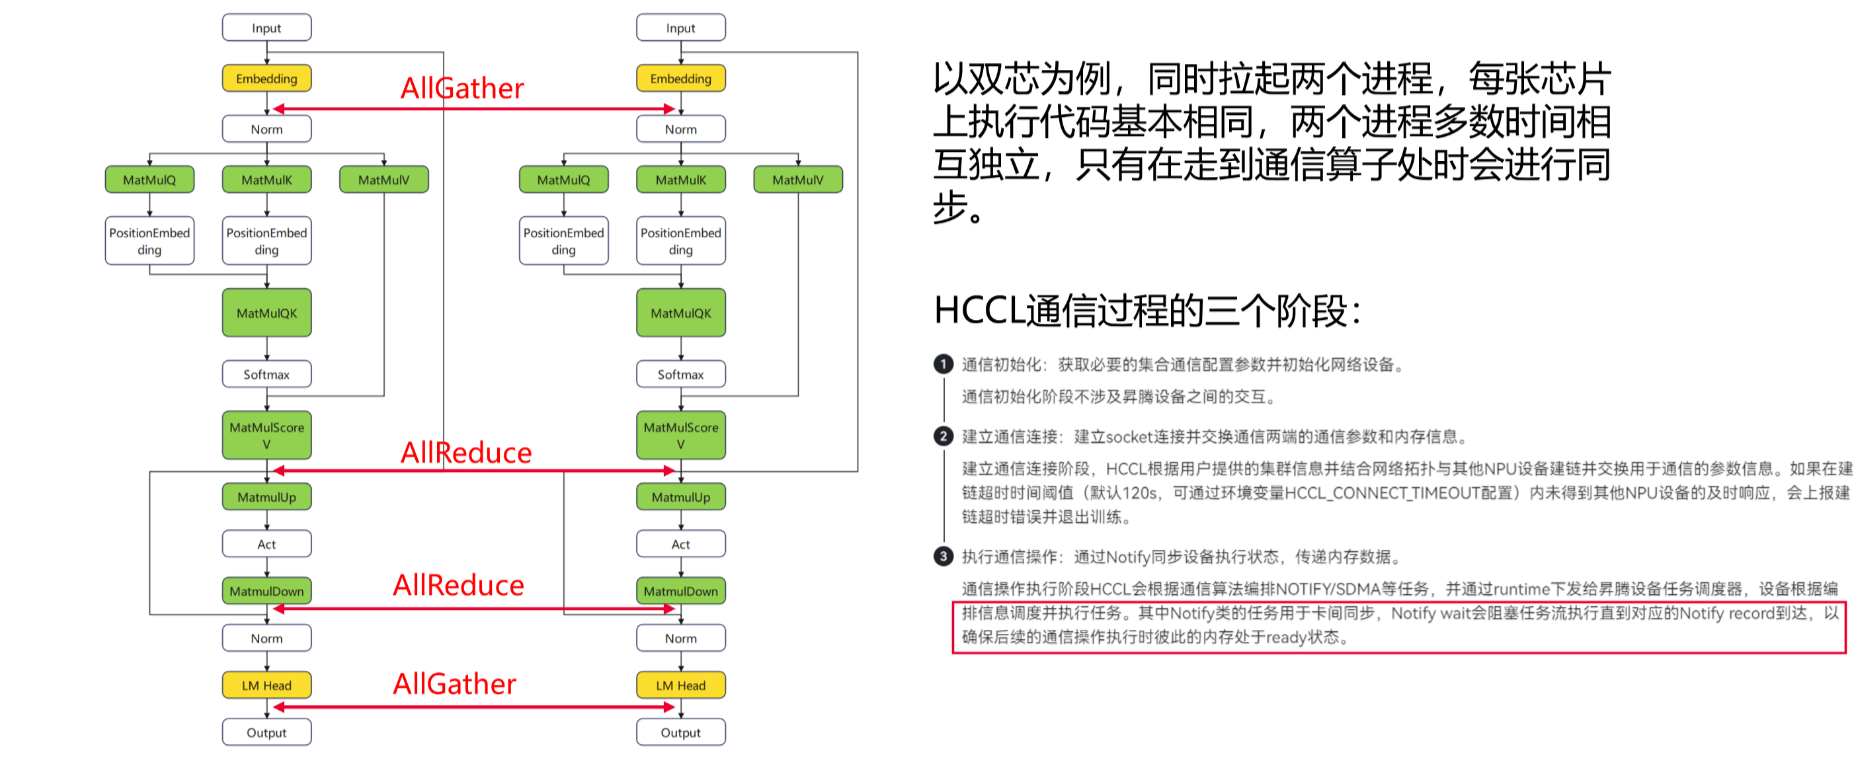 Input
Embedding
Norm
MatMulQ
MatMulK
MatMulV
PositionEmbed
ding
PositionEmbed
ding
MatMulQK
Softmax
MatMulScore
V
MatmulUp
Act
MatmulDown
Norm
LM Head
Output
AllGather
AllReduce
AllReduce
AllGather
Input
Embedding
Norm
MatMulQ
MatMulK
MatMulV
PositionEmbed
ding
PositionEmbed
ding
MatMulQK
Softmax
MatMulScore
V
MatmulUp
Act
MatmulDown
Norm
LM Head
Output
以双芯为例，同时拉起两个进程，每张芯片
上执行代码基本相同，两个进程多数时间相
互独立，只有在走到通信算子处时会进行同
步。
HCCL通信过程的三个阶段：
1 通信初始化：获取必要的集合通信配置参数并初始化网络设备。
通信初始化阶段不涉及昇腾设备之间的交互。
2 建立通信连接：建立socket连接并交换通信两端的通信参数和内存信息。
建立通信连接阶段，HCCL根据用户提供的集群信息并结合网络拓扑与其他NPU设备建链并交换用于通信的参数信息。如果在建
链超时时间阈值（默认120s，可通过环境变量HCCL_CONNECT_TIMEOUT配置）内未得到其他NPU设备的及时响应，会上报建
链超时错误并退出训练。
3 执行通信操作：通过Notify同步设备执行状态，传递内存数据。
通信操作执行阶段HCCL会根据通信算法编排NOTIFY/SDMA等任务，并通过runtime下发给昇腾设备任务调度器，设备根据编
排信息调度并执行任务。其中Notify类的任务用于卡间同步，Notify wait会阻塞任务流执行直到对应的Notify record到达，以
确保后续的通信操作执行时彼此的内存处于ready状态。